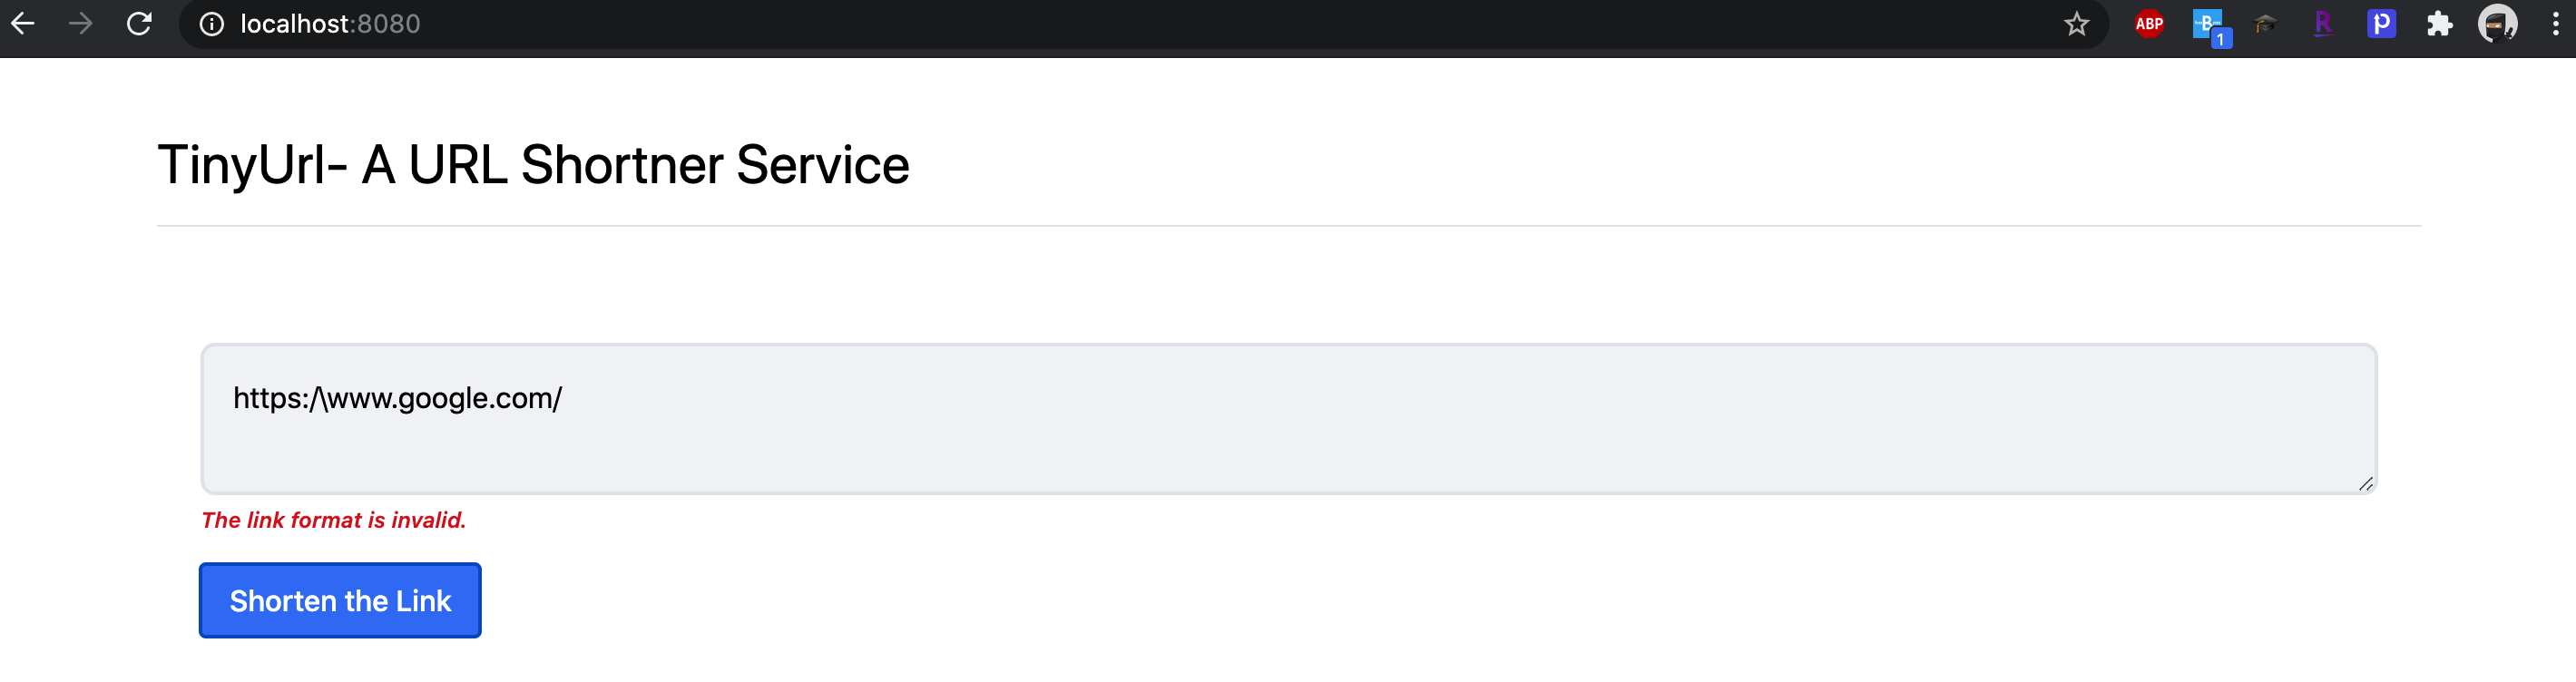 localhost:8080
ABP
B
1
R
p
TinyUrl- A URL Shortner Service
https:/\www.google.com/
The link format is invalid.
Shorten the Link